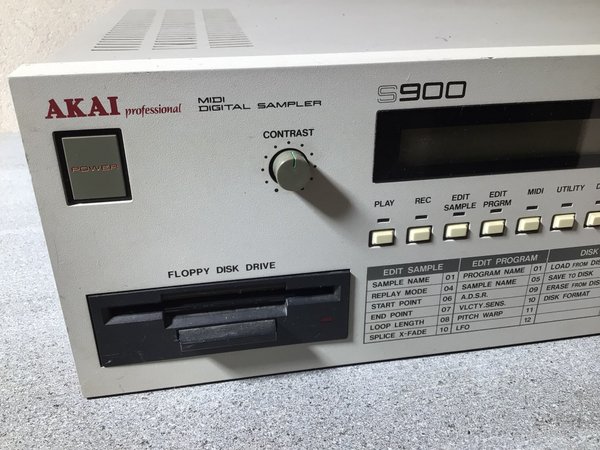 AKAI professional
MIDI
DIGITAL SAMPLER
S900
POWER
CONTRAST
PLAY
REC
EDIT
SAMPLE
EDIT
PRGRM
MIDI
UTILITY
FLOPPY DISK DRIVE
EDIT SAMPLE
SAMPLE NAME 01
REPLAY MODE 04
START POINT 06
END POINT 07
LOOP LENGTH 08
SPLICE X-FADE 10
EDIT PROGRAM
PROGRAM NAME 01
SAMPLE NAME 05
A.D.S.R. 09
VLCTY.SENS. 10
PITCH WARP 11
LFO 12
DISK
LOAD FROM DIS
SAVE TO DISK
ERASE FROM DIS
DISK FORMAT